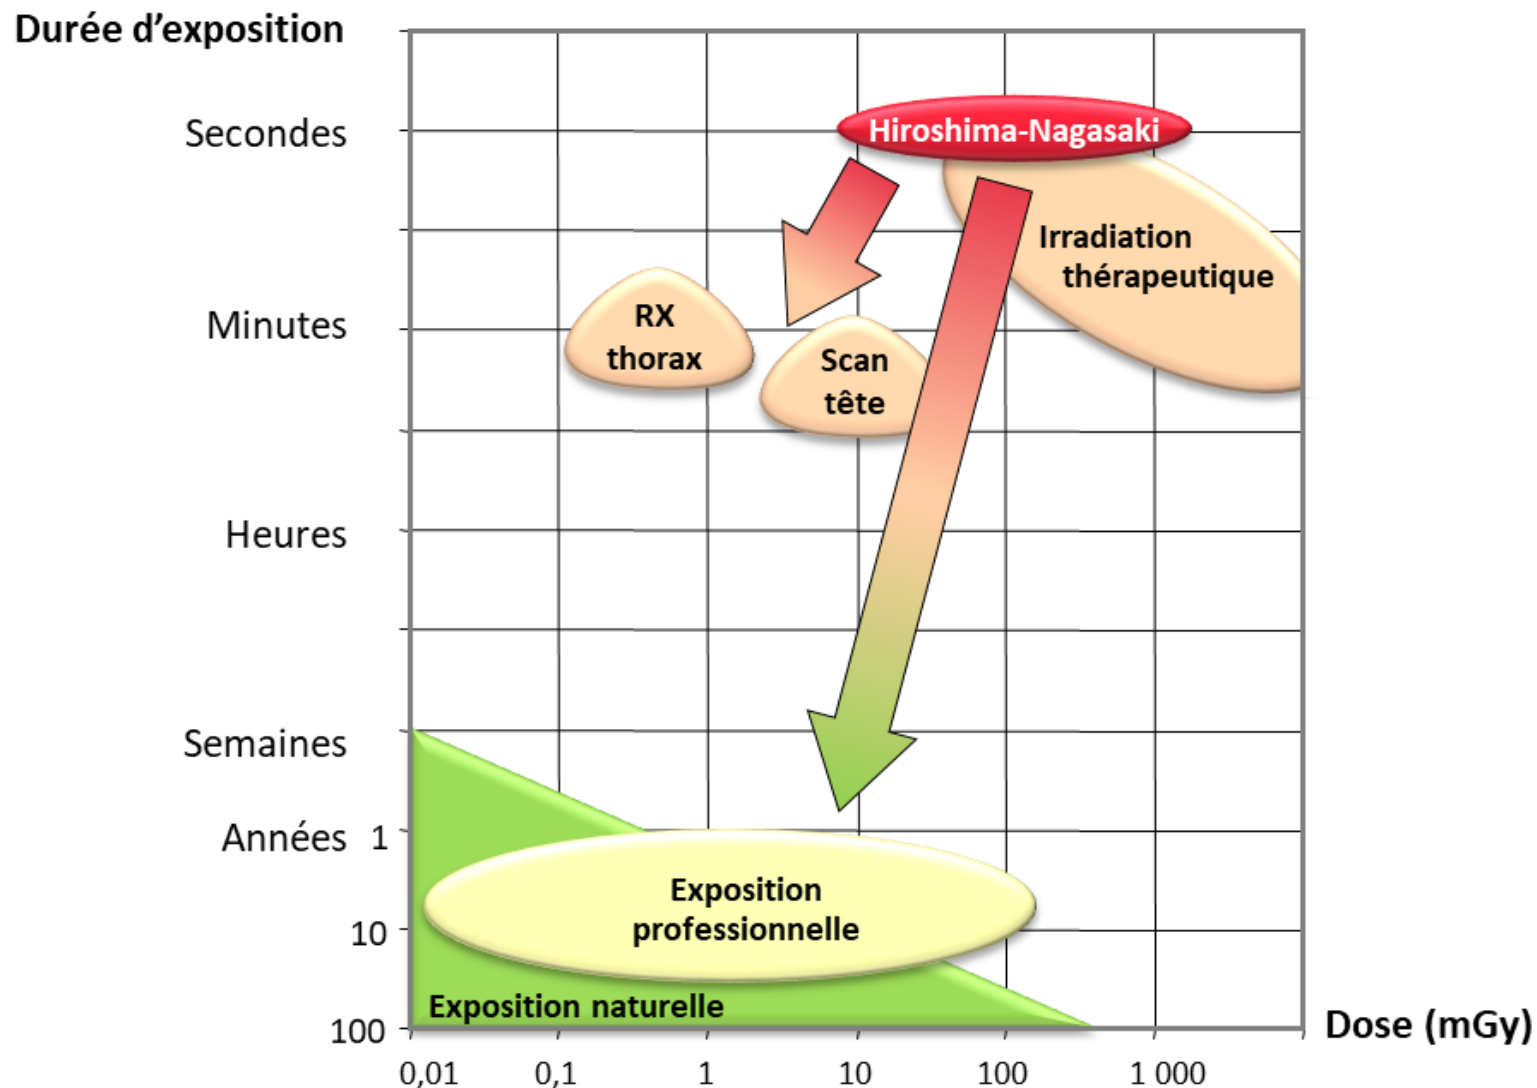 Durée d’exposition
Secondes
Hiroshima-Nagasaki
Irradiation
thérapeutique
Minutes
RX
thorax
Scan
tête
Heures
Semaines
Années 1
Exposition
professionnelle
10
Exposition naturelle
100
Dose (mGy)
0,01 0,1 1 10 100 1 000